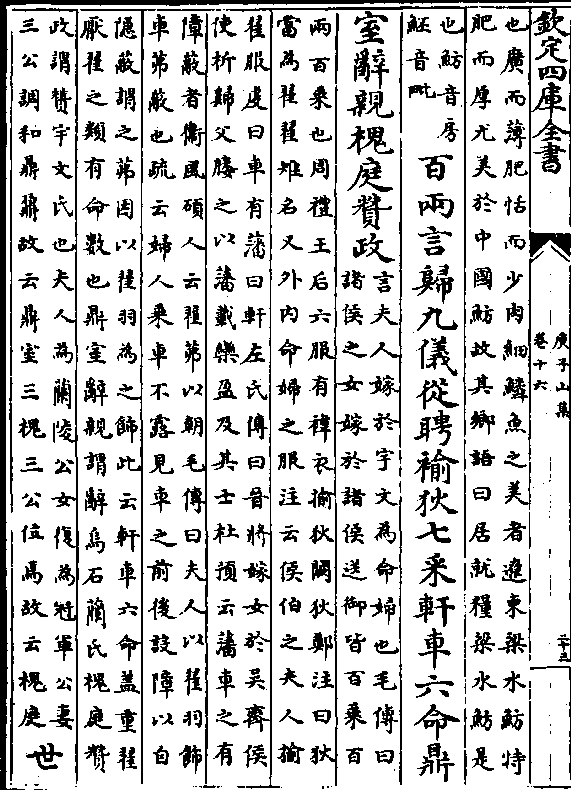 欽定四庫全書
庾子山集
卷十六
二十三
也廣而薄肥恬而少肉細鱗魚之美者遼東梁水魴特
肥而厚尤美於中國魴故其鄉語曰居就糧梁水魴是
也魴音房
魾音毗
百兩言歸九儀從聘褕狄七采軒車六命鼎
室辭親槐庭贊政
言夫人嫁於宇文為命婦也毛傳曰
諸侯之女嫁於諸侯送御皆百乘百
兩百乘也周禮王后六服有褘衣揄狄闕狄鄭注曰狄
當為翟翟雉名又外內命婦之服注云侯伯之夫人揄
翟服虔曰車有藩曰軒左氏傳曰晉將嫁女於吳齊侯
使析歸父媵之以藩載欒盈及其士杜預云藩車之有
障蔽者衛風碩人云翟茀以朝毛傳曰夫人以翟羽飾
車茀蔽也疏云婦人乘車不露見車之前後設障以自
隱蔽謂之茀因以翟羽為之飾此云軒車六命蓋重翟
厭翟之類有命數也鼎室辭親謂辭烏石蘭氏槐庭贊
政謂贊宇文氏也夫人為蘭陵公女復為冠軍公妻
三公調和鼎鼐故云鼎室三槐三公位焉故云槐庭
世